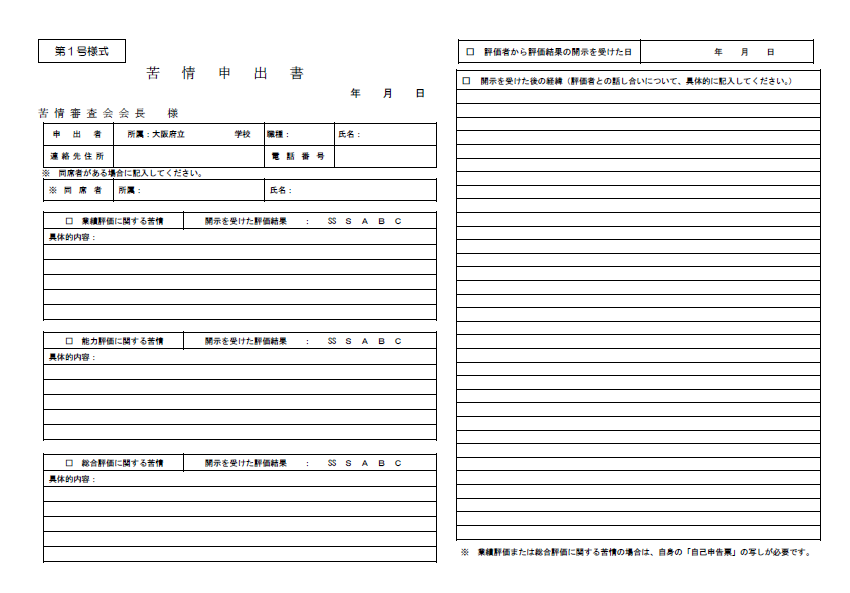 第1号様式
苦情申出書
年 月 日
苦情審査会会長 様
申出者 所属：大阪府立 学校 職種： 氏名：
連絡先住所 電話番号
※ 同席者がある場合に記入してください。
※ 同席者 所属： 氏名：
□ 業績評価に関する苦情 開示を受けた評価結果 ： SS S A B C
具体的内容：
□ 能力評価に関する苦情 開示を受けた評価結果 ： SS S A B C
具体的内容：
□ 総合評価に関する苦情 開示を受けた評価結果 ： SS S A B C
具体的内容：
□ 評価者から評価結果の開示を受けた日 年 月 日
□ 開示を受けた後の経緯（評価者との話し合いについて、具体的に記入してください。）
※ 業績評価または総合評価に関する苦情の場合は、自身の「自己申告票」の写しが必要です。